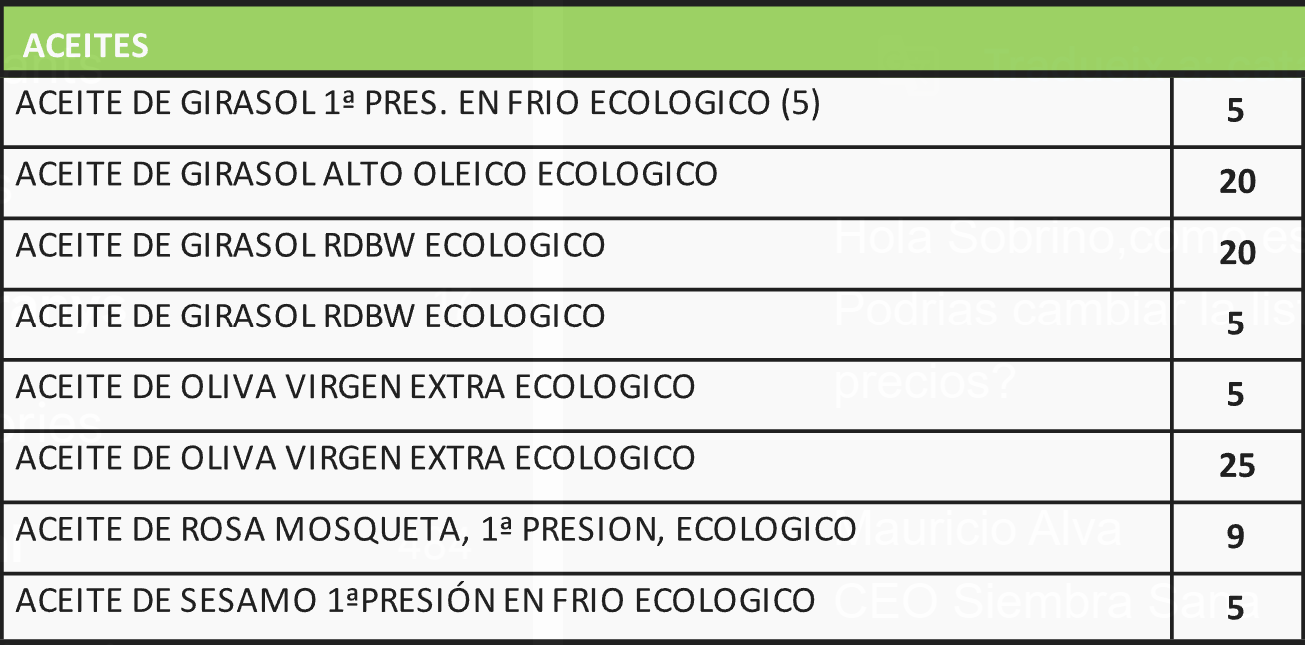 ACEITES
ACEITE DE GIRASOL 1ª PRES. EN FRIO ECOLOGICO (5) 5
ACEITE DE GIRASOL ALTO OLEICO ECOLOGICO 20
ACEITE DE GIRASOL RDBW ECOLOGICO 20
Hola Sobrino,como es
ACEITE DE GIRASOL RDBW ECOLOGICO 5
Podrias cambiar la lis
ACEITE DE OLIVA VIRGEN EXTRA ECOLOGICO 5
precios?
ACEITE DE OLIVA VIRGEN EXTRA ECOLOGICO 25
ACEITE DE ROSA MOSQUETA, 1ª PRESION, ECOLOGICO 9
Mauricio Alva
ACEITE DE SESAMO 1ªPRESIÓN EN FRIO ECOLOGICO 5
CEO Siembra Sana